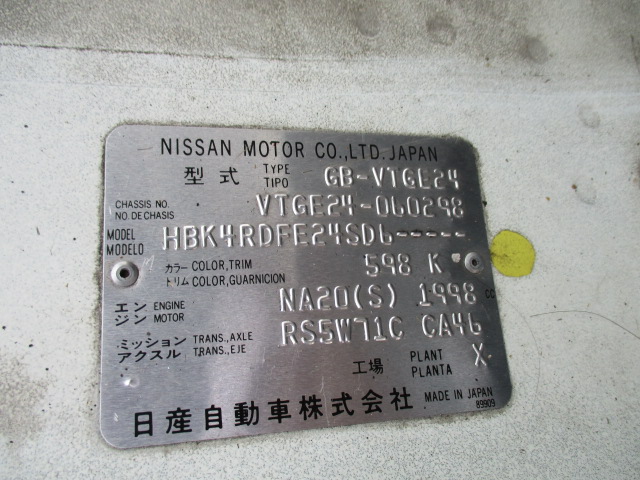 NISSAN MOTOR CO.,LTD. JAPAN
型式 TYPE TIPO GB-VTGE24
CHASSIS NO. NO. DE CHASIS VTGE24-060298
MODEL MODELO HBK4RDFE24SD6-----
カラー COLOR, TRIM トリム COLOR, GUARNICION 598 K
エンジン ENGINE MOTOR NA20(S) 1998 CC
ミッション TRANS., AXLE アクスル TRANS., EJE RS5W71C CA46
工場 PLANT PLANTA X
日産自動車株式会社 MADE IN JAPAN
89909